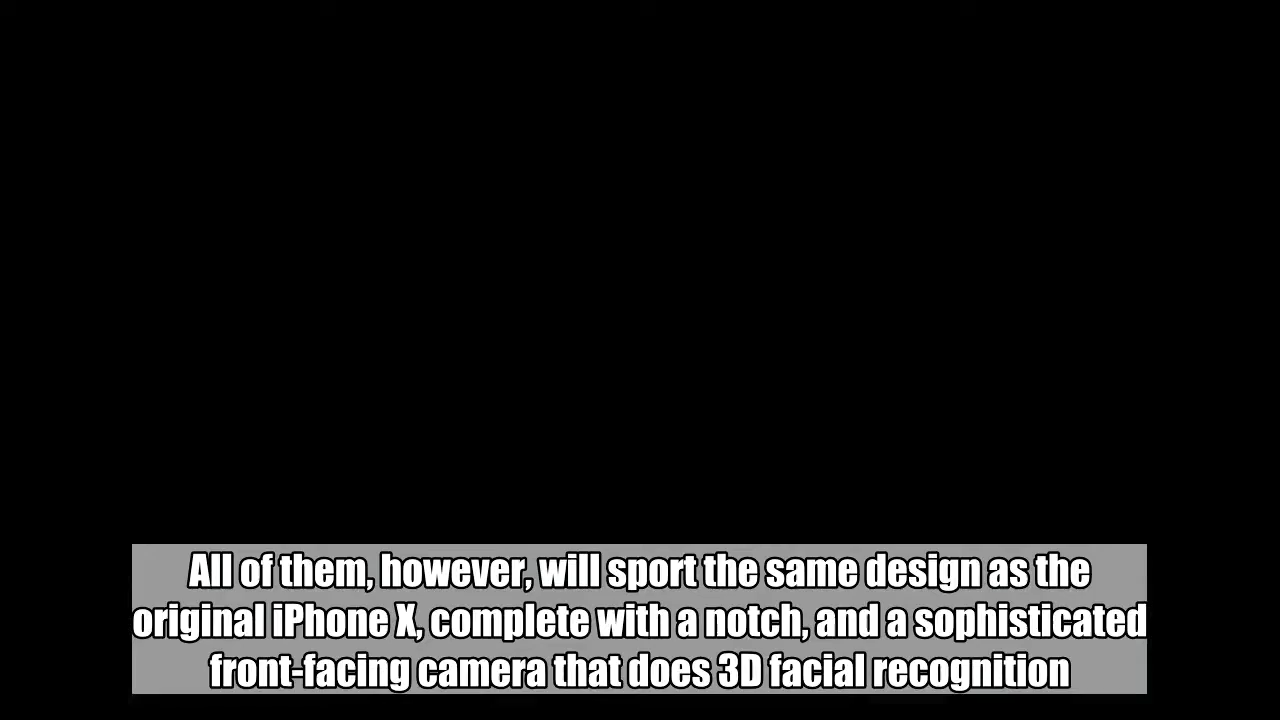 All of them, however, will sport the same design as the
original iPhone X, complete with a notch, and a sophisticated
front-facing camera that does 3D facial recognition